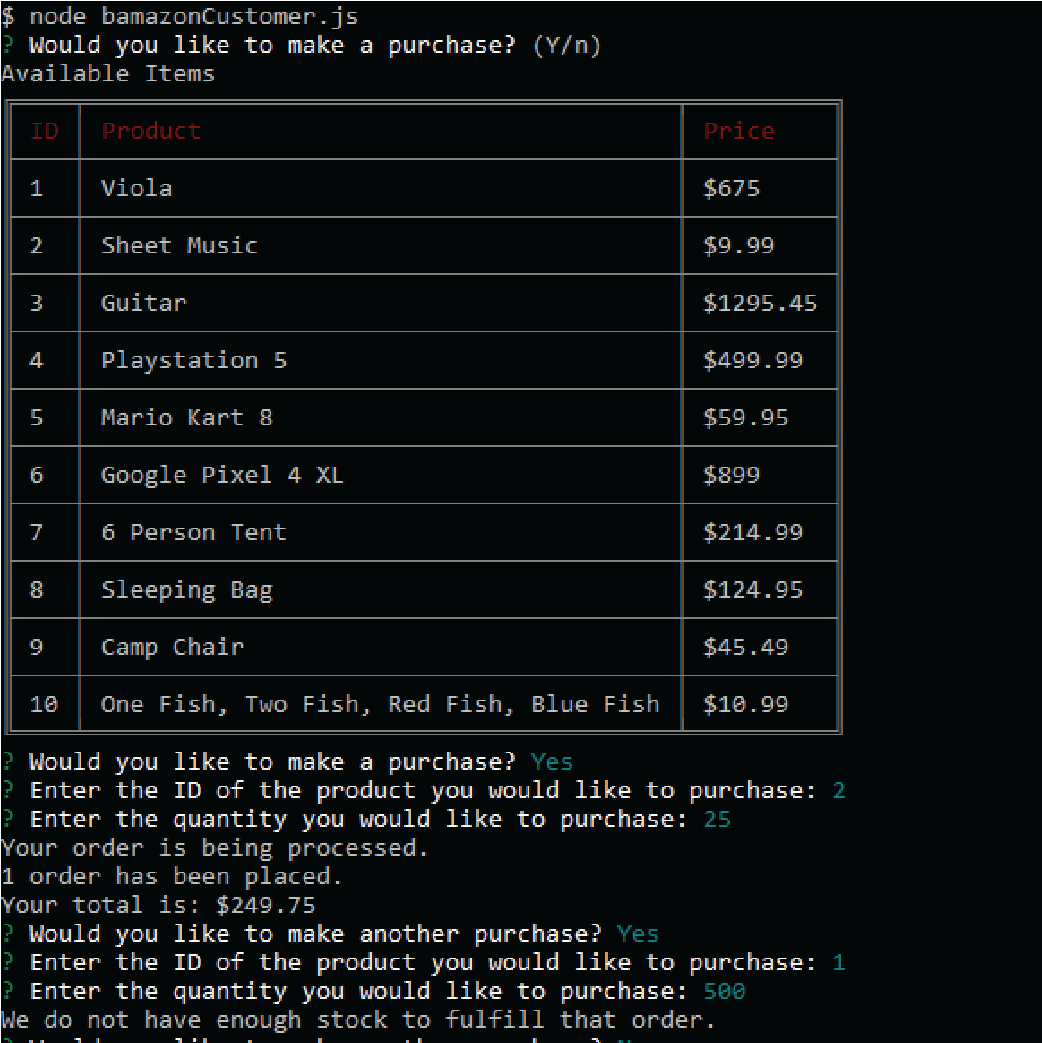 $ node bamazonCustomer.js
? Would you like to make a purchase? (Y/n)
Available Items
ID Product Price
1 Viola $675
2 Sheet Music $9.99
3 Guitar $1295.45
4 Playstation 5 $499.99
5 Mario Kart 8 $59.95
6 Google Pixel 4 XL $899
7 6 Person Tent $214.99
8 Sleeping Bag $124.95
9 Camp Chair $45.49
10 One Fish, Two Fish, Red Fish, Blue Fish $10.99
? Would you like to make a purchase? Yes
? Enter the ID of the product you would like to purchase: 2
? Enter the quantity you would like to purchase: 25
Your order is being processed.
1 order has been placed.
Your total is: $249.75
? Would you like to make another purchase? Yes
? Enter the ID of the product you would like to purchase: 1
? Enter the quantity you would like to purchase: 500
We do not have enough stock to fulfill that order.